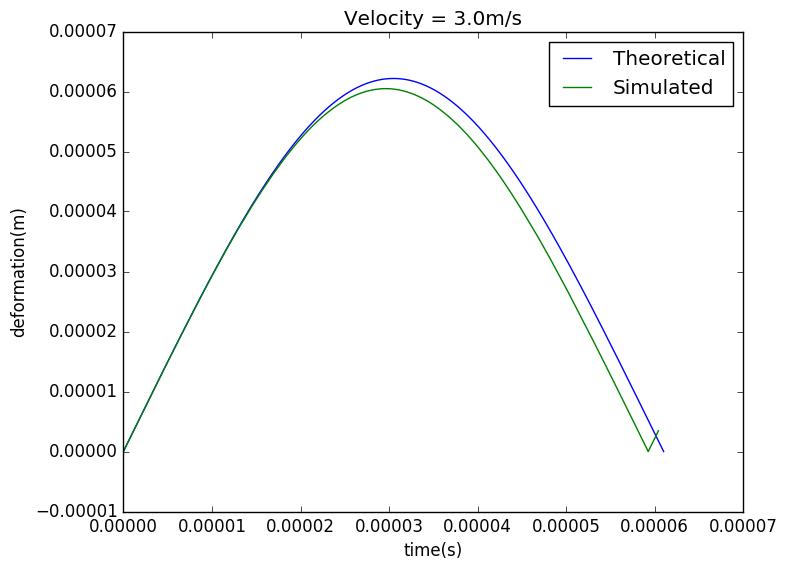 Velocity = 3.0m/s
Theoretical
Simulated
deformation(m)
0.00007
0.00006
0.00005
0.00004
0.00003
0.00002
0.00001
0.00000
−0.00001
0.00000 0.00001 0.00002 0.00003 0.00004 0.00005 0.00006 0.00007
time(s)